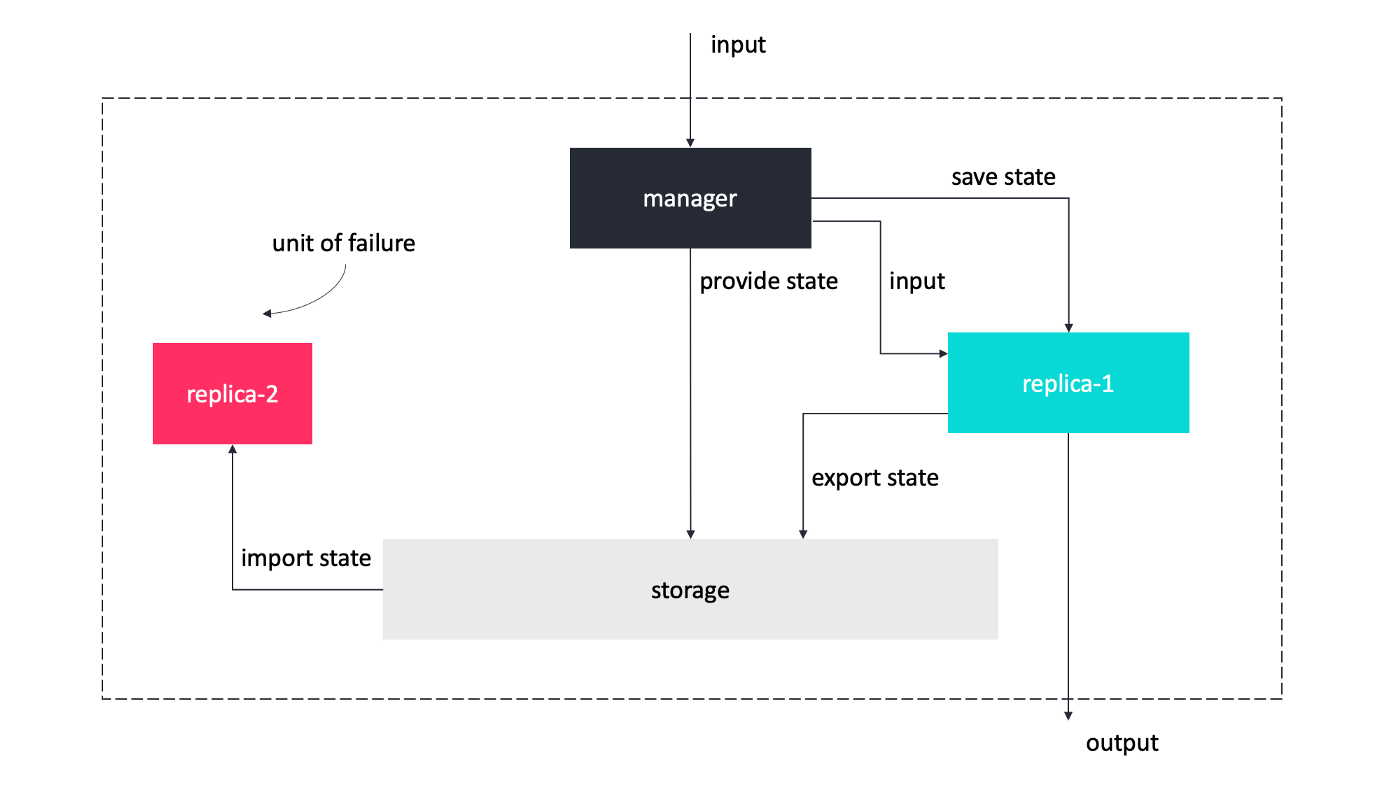 input
manager
save state
unit of failure
provide state
input
replica-2
replica-1
export state
import state
storage
output